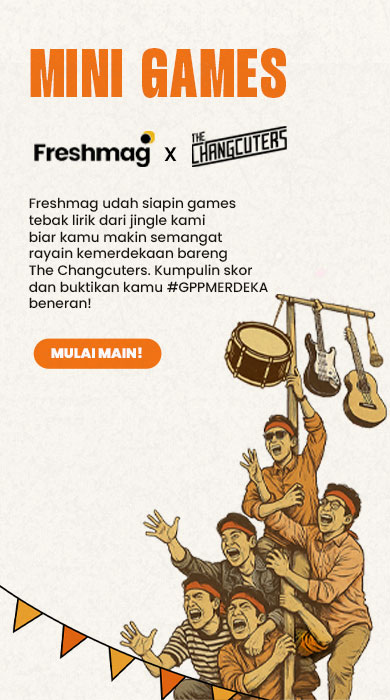 MINI GAMES
Freshmag x THE CHANGCUTERS
Freshmag udah siapin games
tebak lirik dari jingle kami
biar kamu makin semangat
rayain kemerdekaan bareng
The Changcuters. Kumpulin skor
dan buktikan kamu #GPPMERDEKA
beneran!
MULAI MAIN!